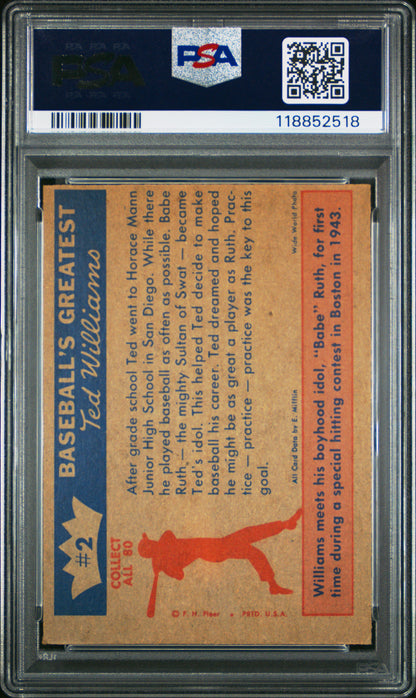 PSA
118852518
#2
BASEBALL'S GREATEST
Ted Williams
COLLECT
ALL 80
After grade school Ted went to Horace Mann
Junior High School in San Diego. While there
he played baseball as often as possible. Babe
Ruth,—the mighty Sultan of Swat — became
Ted's idol. This helped Ted decide to make
baseball his career. Ted dreamed and hoped
he might be as great a player as Ruth. Prac-
tice — practice — practice was the key to this
goal.
© F. H. Fleer • PRTD. U.S.A.
All Card Data by E. Mifflin
Wide World Photo
Williams meets his boyhood idol, "Babe" Ruth, for first
time during a special hitting contest in Boston in 1943.